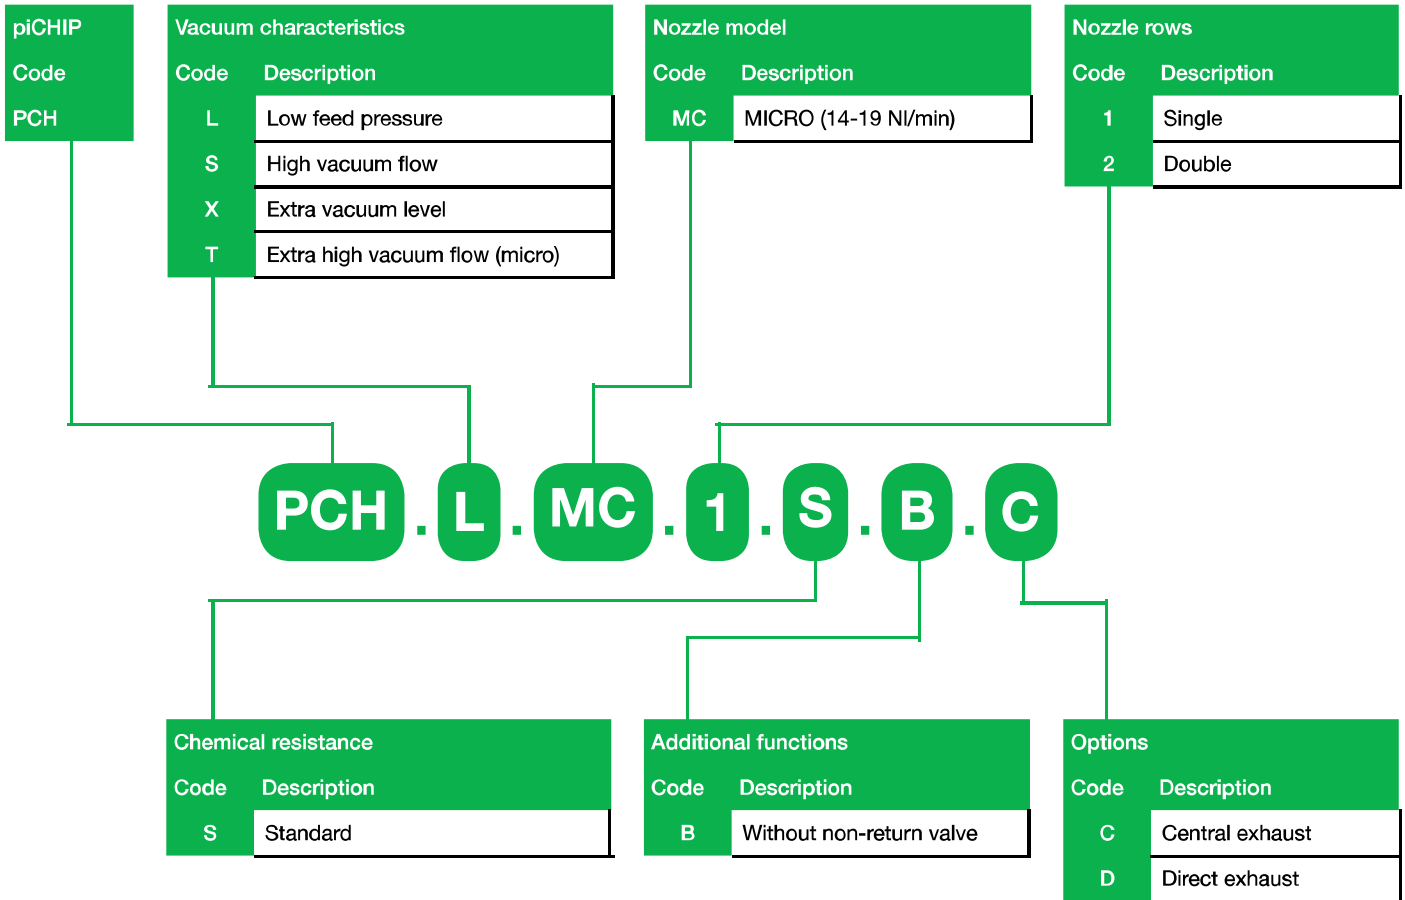 piCHIP
Code
PCH
Vacuum characteristics
Code Description
L Low feed pressure
S High vacuum flow
X Extra vacuum level
T Extra high vacuum flow (micro)
Nozzle model
Code Description
MC MICRO (14-19 Nl/min)
Nozzle rows
Code Description
1 Single
2 Double
PCH.L.MC.1.S.B.C
Chemical resistance
Code Description
S Standard
Additional functions
Code Description
B Without non-return valve
Options
Code Description
C Central exhaust
D Direct exhaust